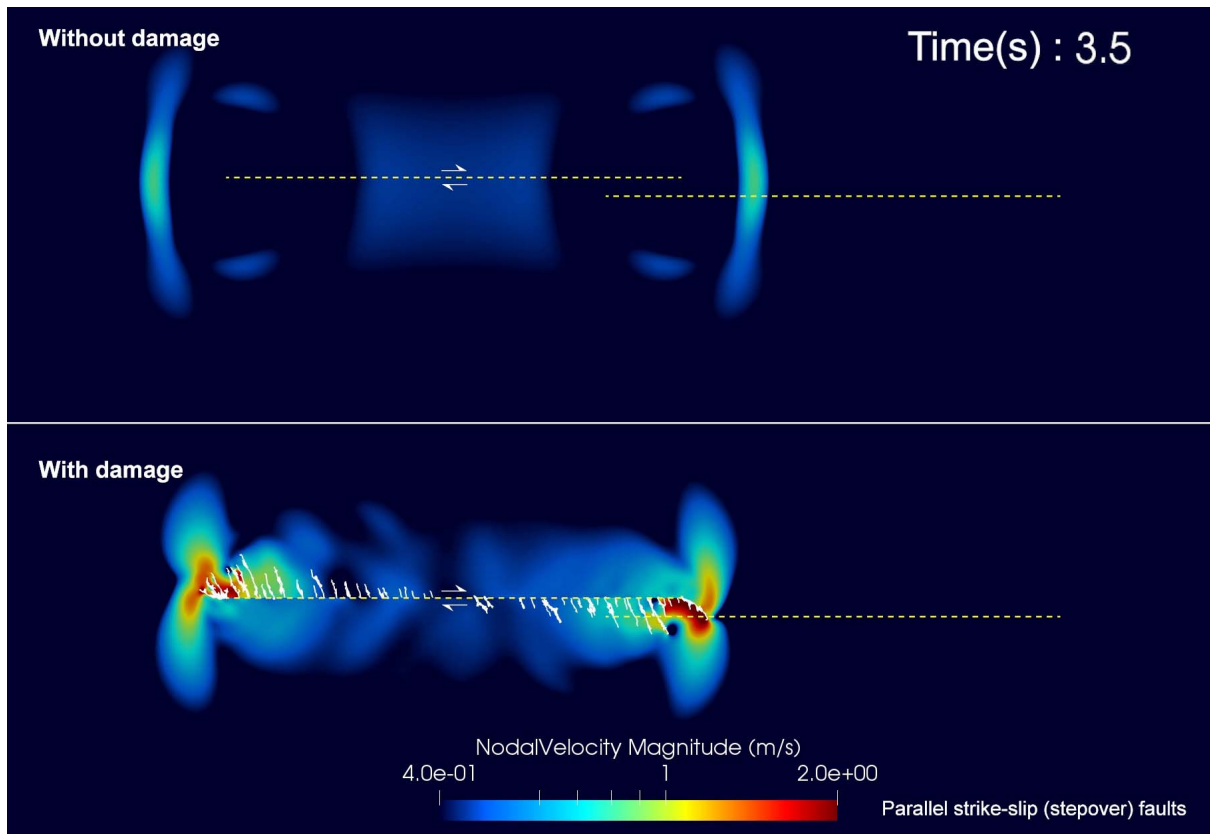 Without damage
Time(s) : 3.5
With damage
NodalVelocity Magnitude (m/s)
4.0e-01 1 2.0e+00
Parallel strike-slip (stepover) faults